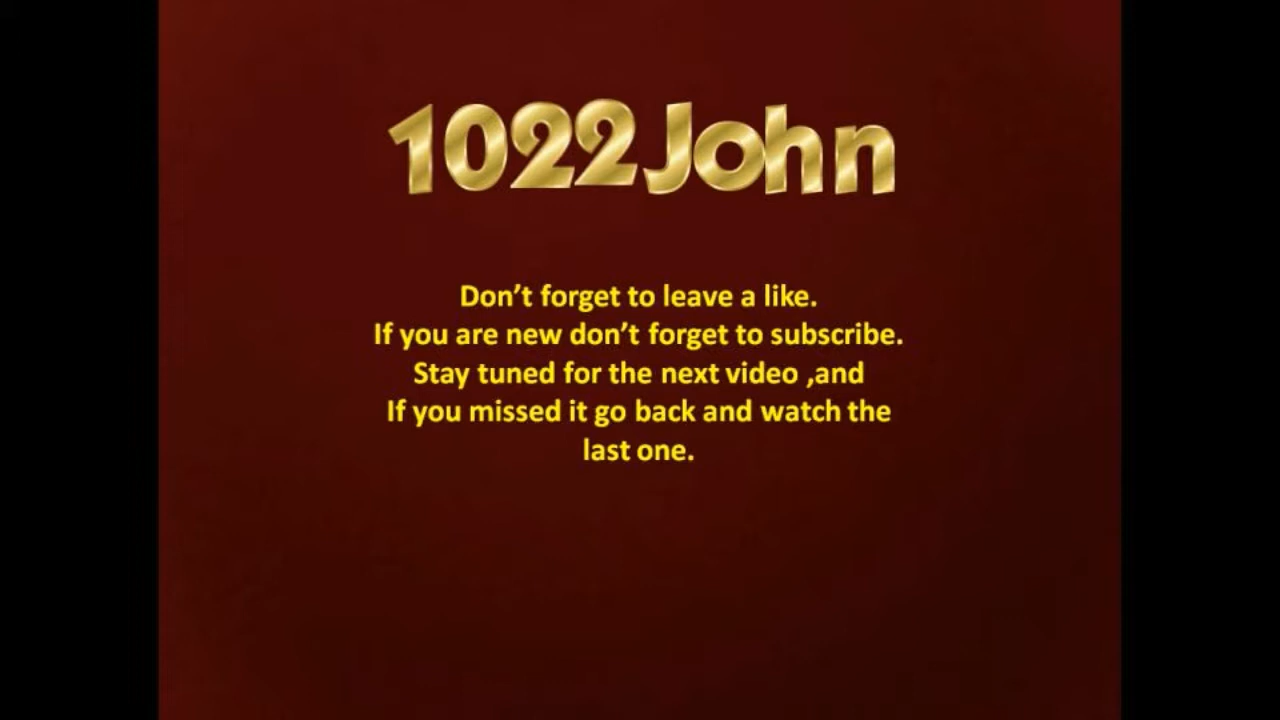 1022John
Don’t forget to leave a like.
If you are new don’t forget to subscribe.
Stay tuned for the next video ,and
If you missed it go back and watch the
last one.